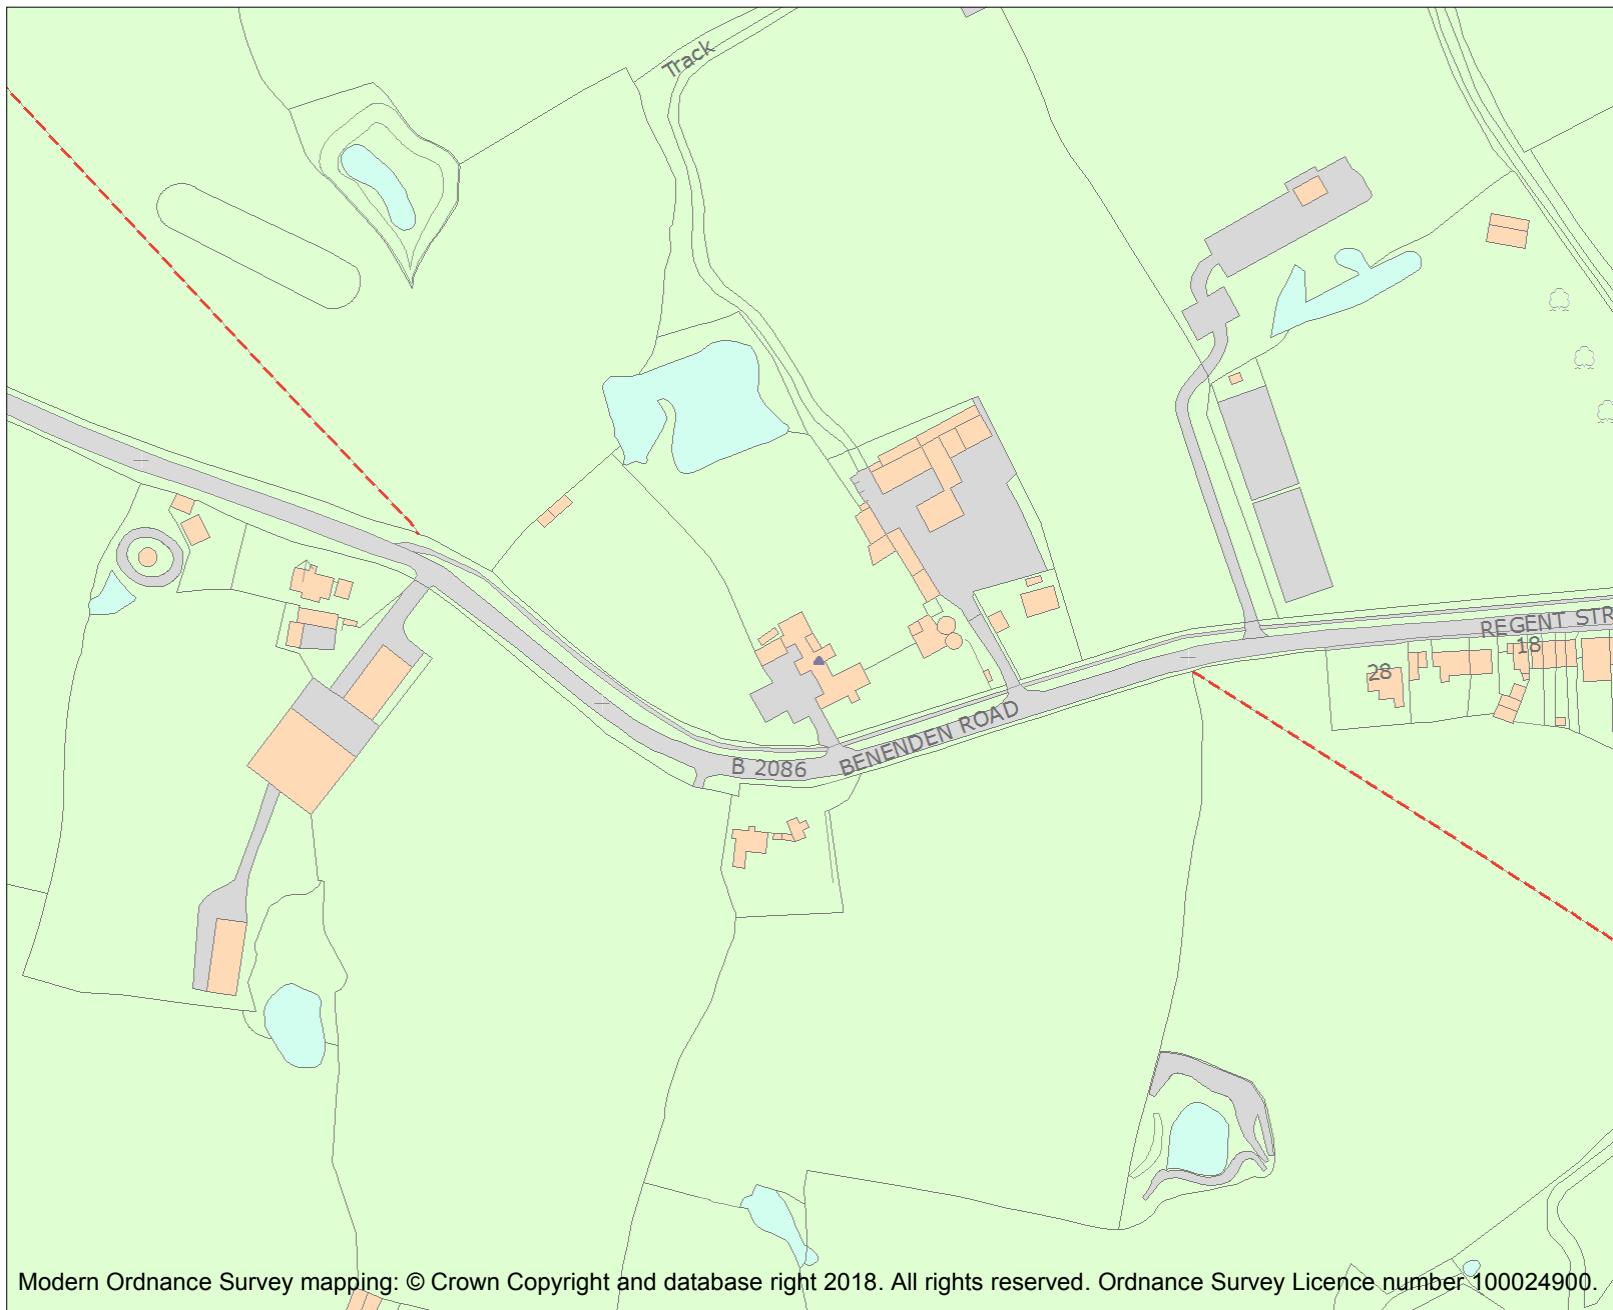 Track
REGENT STR
18
28
BENENDEN ROAD
B 2086
Modern Ordnance Survey mapping: © Crown Copyright and database right 2018. All rights reserved. Ordnance Survey Licence number 100024900.